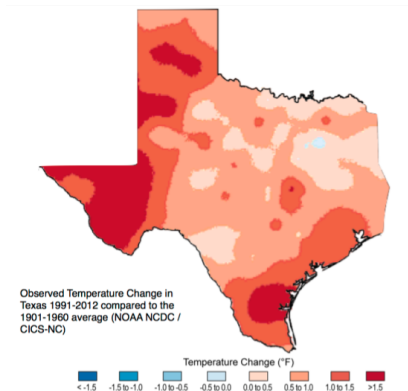 Observed Temperature Change in
Texas 1991-2012 compared to the
1901-1960 average (NOAA NCDC /
CICS-NC)
Temperature Change (°F)
< -1.5 -1.5 to -1.0 -1.0 to -0.5 -0.5 to 0.0 0.0 to 0.5 0.5 to 1.0 1.0 to 1.5 >1.5